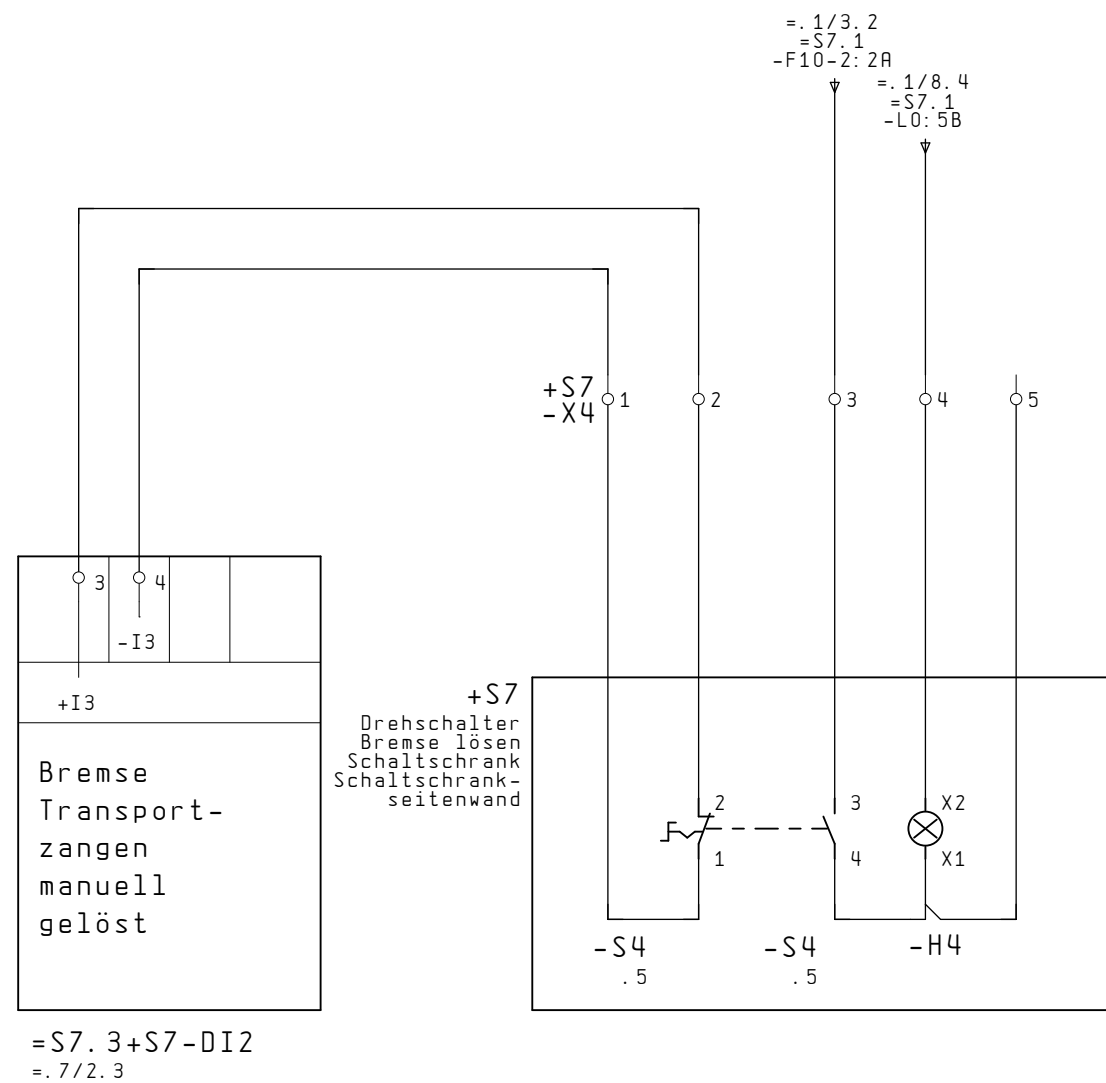 =.1/3.2
=S7.1
-F10-2:2A
=.1/8.4
=S7.1
-L0:5B
+S7
-X4
1
2
3
4
5
3
4
-I3
+I3
Bremse
Transport-
zangen
manuell
gelöst
=S7.3+S7-DI2
=.7/2.3
+S7
Drehschalter
Bremse lösen
Schaltschrank
Schaltschrank-
seitenwand
2
1
3
4
X2
X1
-S4
.5
-S4
.5
-H4